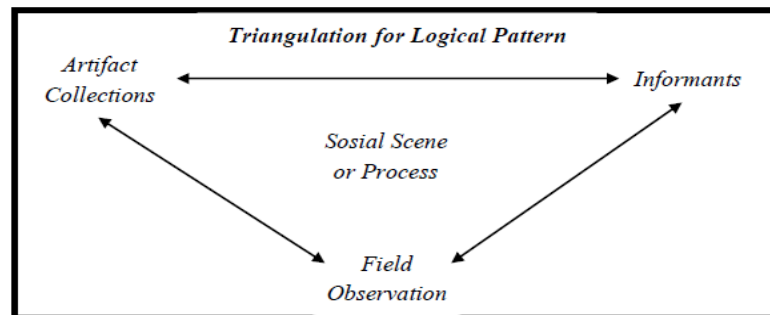 Triangulation for Logical Pattern
Artifact
Collections
Informants
Sosial Scene
or Process
Field
Observation